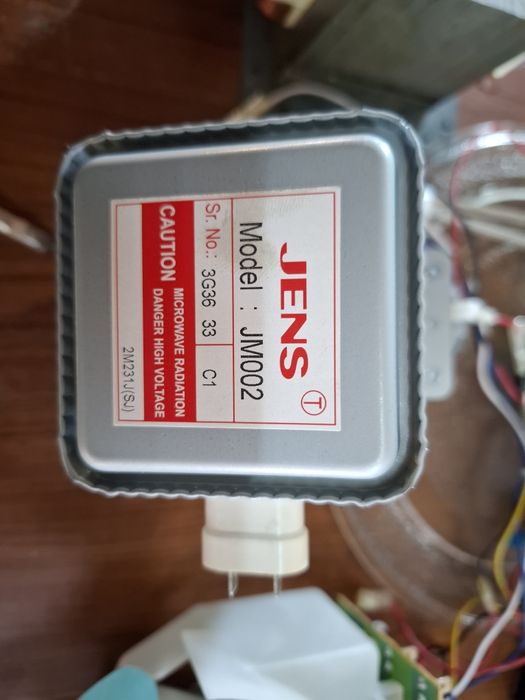 JENS T
Model : JM002
Sr. No.: 3G36 33 C1
CAUTION MICROWAVE RADIATION
DANGER HIGH VOLTAGE
2M231J(SJ)